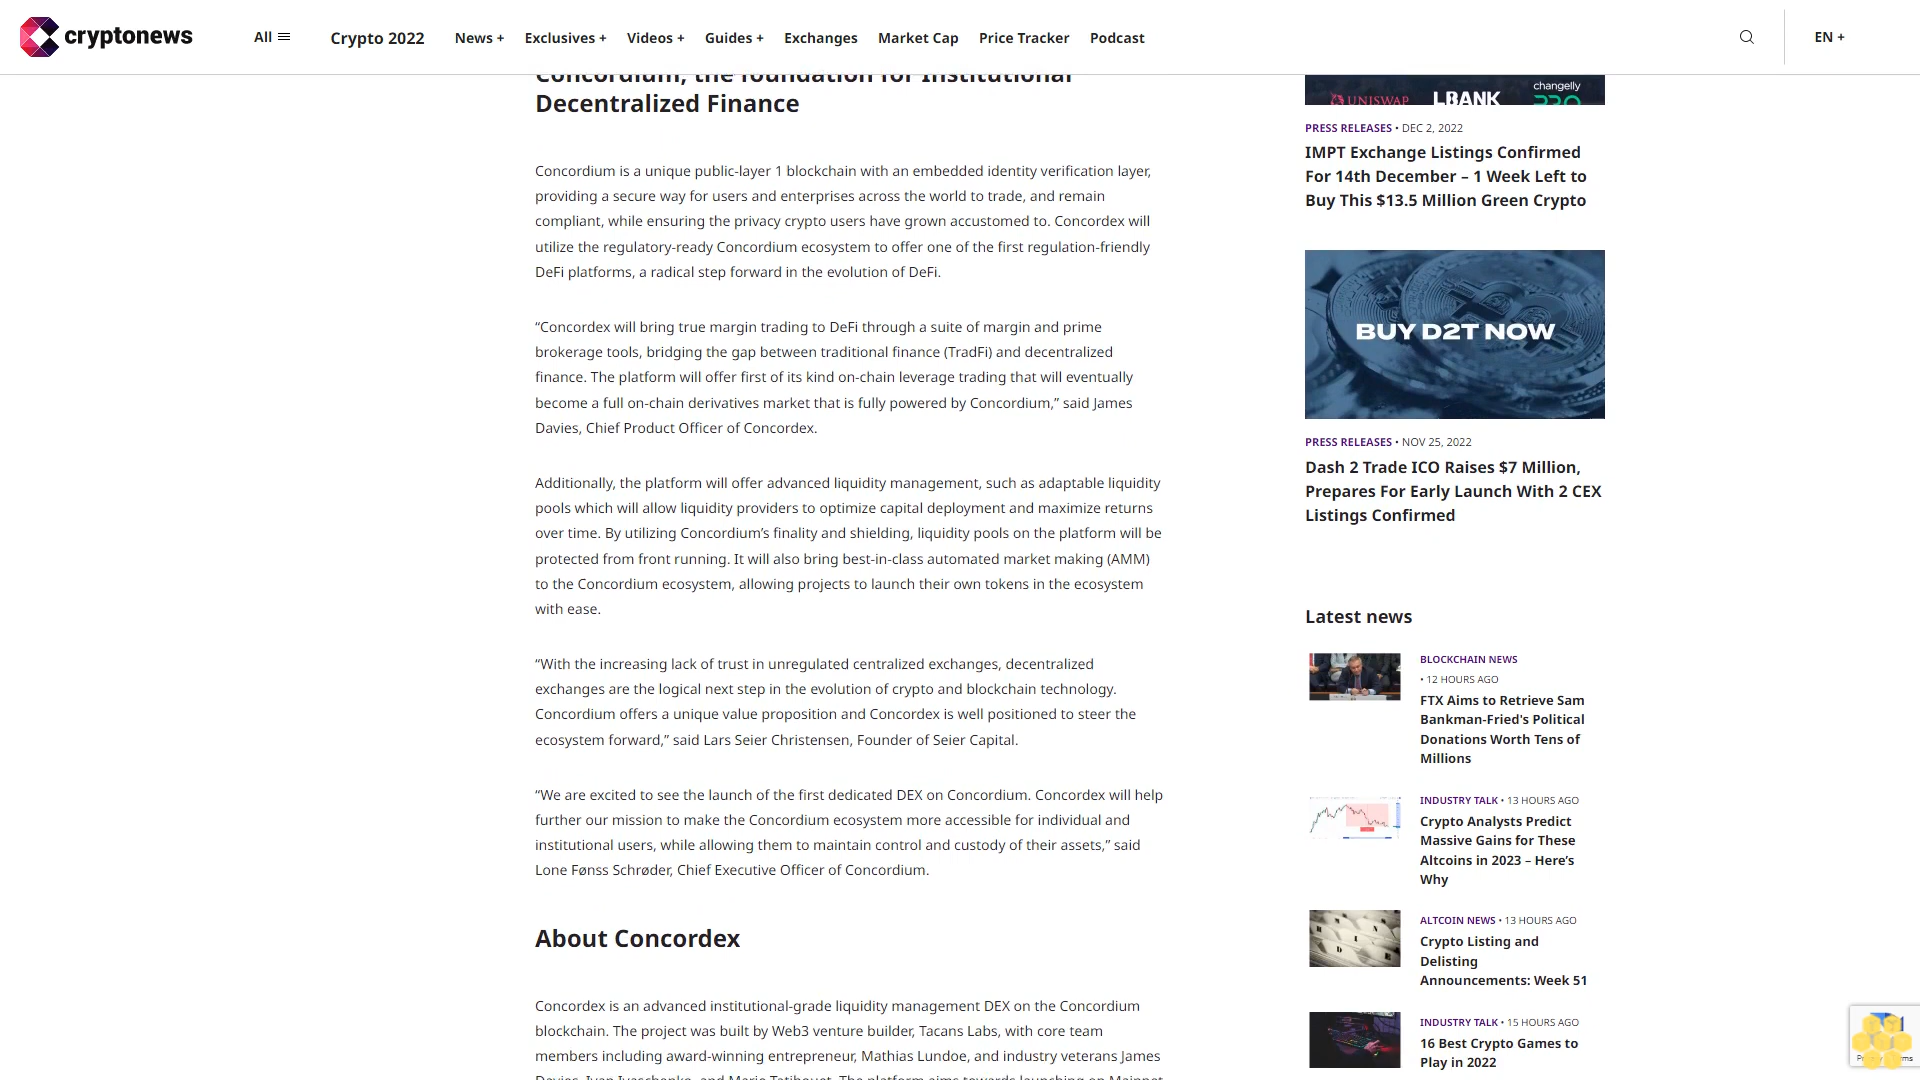 cryptonews
All
Crypto 2022
News +
Exclusives +
Videos +
Guides +
Exchanges
Market Cap
Price Tracker
Podcast
EN +
Concordium, the foundation for Institutional
Decentralized Finance
Concordium is a unique public-layer 1 blockchain with an embedded identity verification layer,
providing a secure way for users and enterprises across the world to trade, and remain
compliant, while ensuring the privacy crypto users have grown accustomed to. Concordex will
utilize the regulatory-ready Concordium ecosystem to offer one of the first regulation-friendly
DeFi platforms, a radical step forward in the evolution of DeFi.
“Concordex will bring true margin trading to DeFi through a suite of margin and prime
brokerage tools, bridging the gap between traditional finance (TradFi) and decentralized
finance. The platform will offer first of its kind on-chain leverage trading that will eventually
become a full on-chain derivatives market that is fully powered by Concordium,” said James
Davies, Chief Product Officer of Concordex.
Additionally, the platform will offer advanced liquidity management, such as adaptable liquidity
pools which will allow liquidity providers to optimize capital deployment and maximize returns
over time. By utilizing Concordium’s finality and shielding, liquidity pools on the platform will be
protected from front running. It will also bring best-in-class automated market making (AMM)
to the Concordium ecosystem, allowing projects to launch their own tokens in the ecosystem
with ease.
“With the increasing lack of trust in unregulated centralized exchanges, decentralized
exchanges are the logical next step in the evolution of crypto and blockchain technology.
Concordium offers a unique value proposition and Concordex is well positioned to steer the
ecosystem forward,” said Lars Seier Christensen, Founder of Seier Capital.
“We are excited to see the launch of the first dedicated DEX on Concordium. Concordex will help
further our mission to make the Concordium ecosystem more accessible for individual and
institutional users, while allowing them to maintain control and custody of their assets,” said
Lone Fønss Schrøder, Chief Executive Officer of Concordium.
About Concordex
Concordex is an advanced institutional-grade liquidity management DEX on the Concordium
blockchain. The project was built by Web3 venture builder, Tacans Labs, with core team
members including award-winning entrepreneur, Mathias Lundoe, and industry veterans James
Davies, Ivan Ivaschenko, and Mario Tatibouet. The platform aims towards launching on Mainnet
UNISWAP
LBANK
changelly
PRO
PRESS RELEASES • DEC 2, 2022
IMPT Exchange Listings Confirmed
For 14th December – 1 Week Left to
Buy This $13.5 Million Green Crypto
BUY D2T NOW
PRESS RELEASES • NOV 25, 2022
Dash 2 Trade ICO Raises $7 Million,
Prepares For Early Launch With 2 CEX
Listings Confirmed
Latest news
BLOCKCHAIN NEWS
• 12 HOURS AGO
FTX Aims to Retrieve Sam
Bankman-Fried's Political
Donations Worth Tens of
Millions
INDUSTRY TALK • 13 HOURS AGO
Crypto Analysts Predict
Massive Gains for These
Altcoins in 2023 – Here’s
Why
ALTCOIN NEWS • 13 HOURS AGO
Crypto Listing and
Delisting
Announcements: Week 51
INDUSTRY TALK • 15 HOURS AGO
16 Best Crypto Games to
Play in 2022